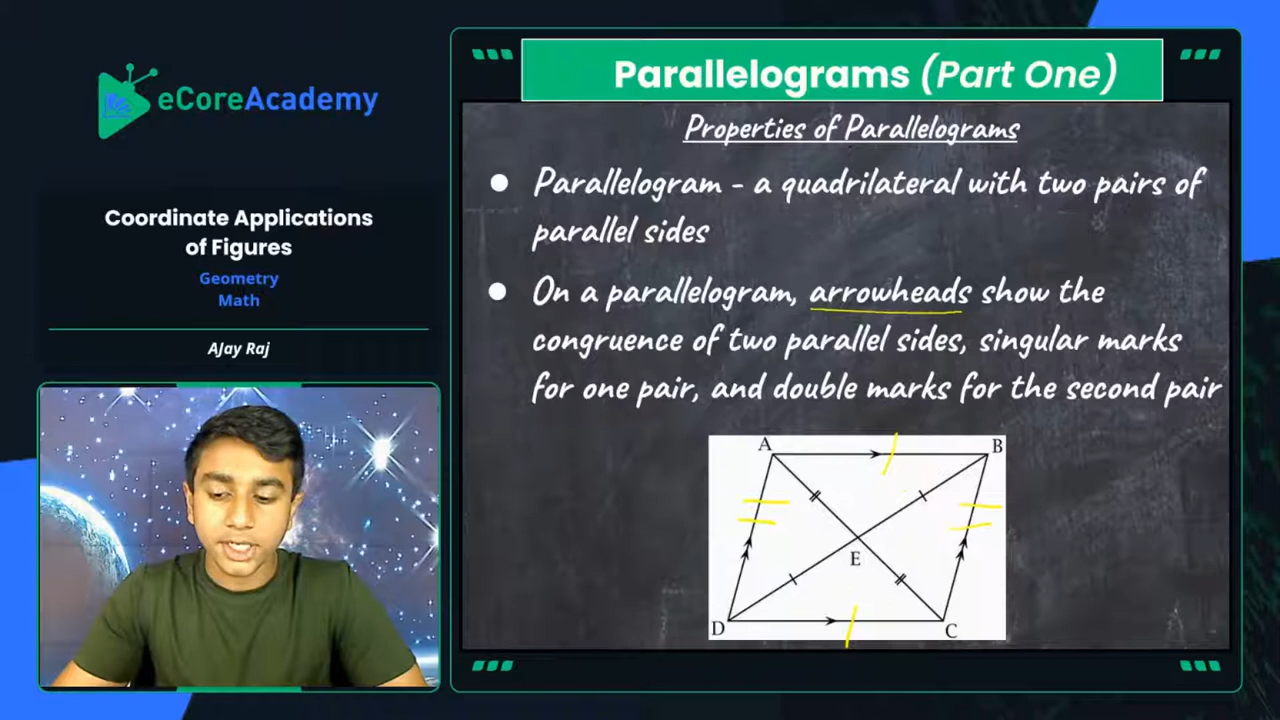 eCoreAcademy
Coordinate Applications
of Figures
Geometry
Math
AJay Raj
Parallelograms (Part One)
Properties of Parallelograms
● Parallelogram - a quadrilateral with two pairs of
parallel sides
● On a parallelogram, arrowheads show the
congruence of two parallel sides, singular marks
for one pair, and double marks for the second pair
A
B
E
D
C